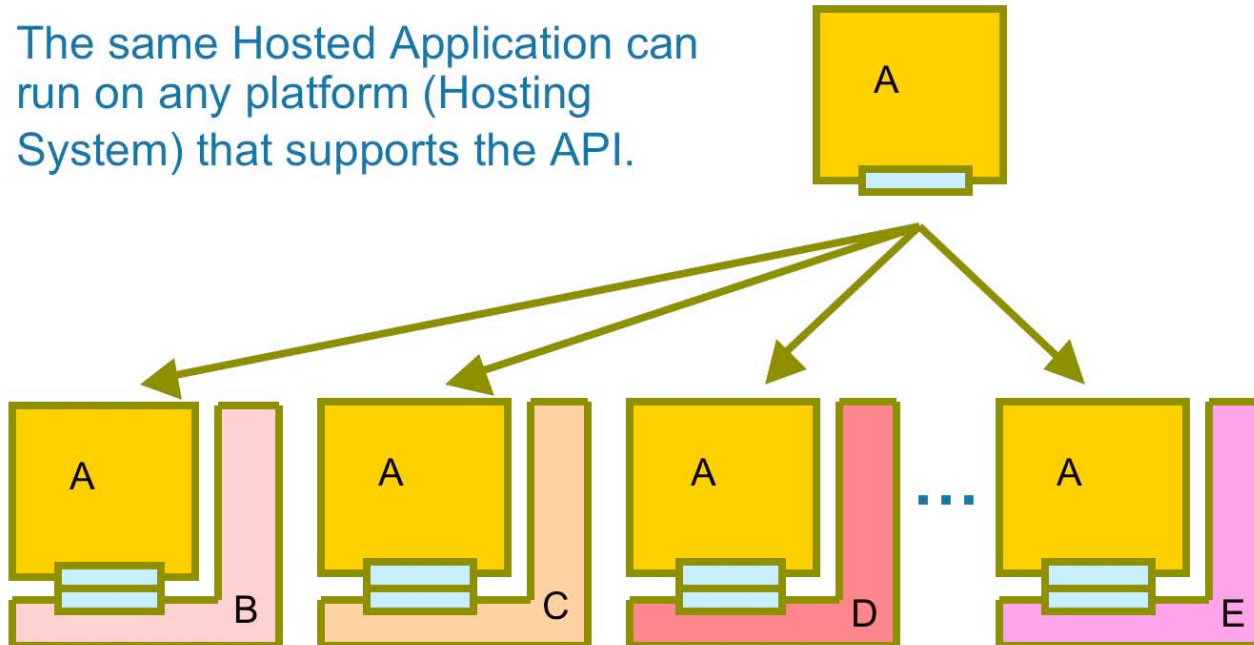 The same Hosted Application can
run on any platform (Hosting
System) that supports the API.
A
A
A
A
...
A
B
C
D
E